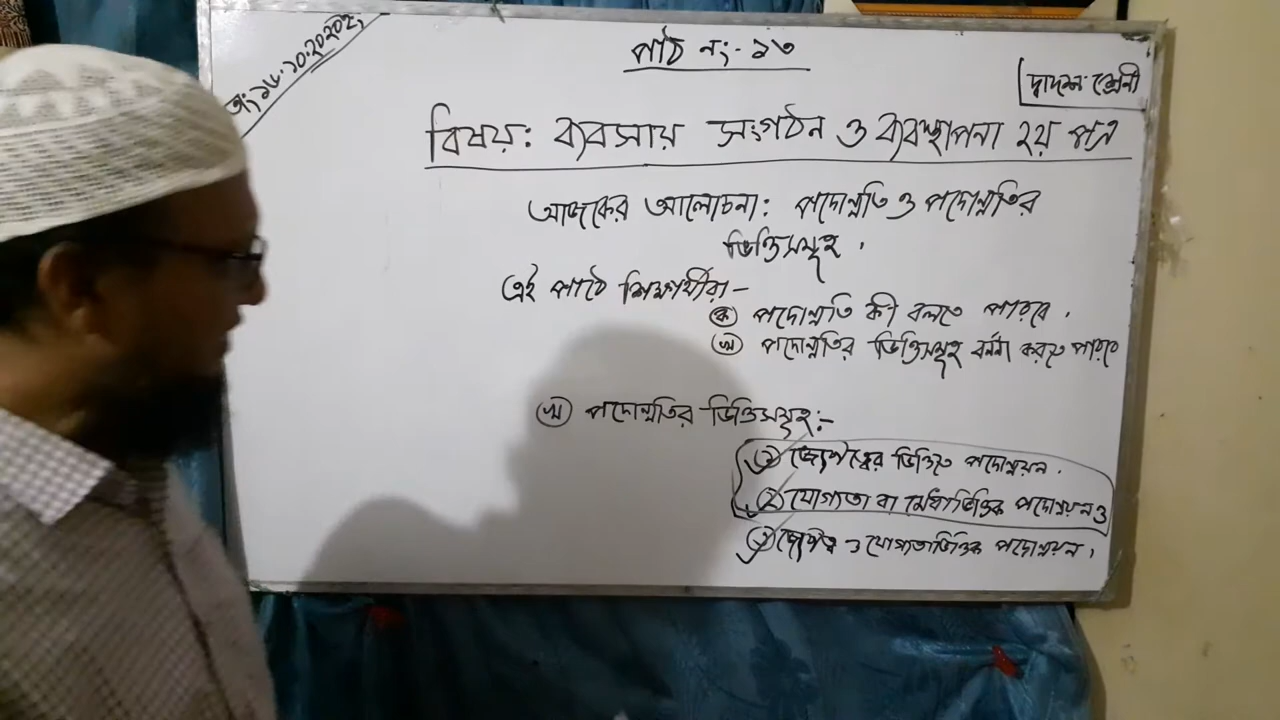 পাঠ নং-১৩
দ্বাদশ শ্রেনী
বিষয়: ব্যবসায় সংগঠন ও ব্যবস্থাপনা ২য় পত্র
আজকের আলোচনা: পদোন্নতি ও পদোন্নতির
ভিত্তিসমূহ.
এই পাঠে শিক্ষার্থীরা-
ক পদোন্নতি কী বলতে পারবে.
খ পদোন্নতির ভিত্তিসমূহ বর্ননা করতে পারবে
খ পদোন্নতির ভিত্তিসমূহ:-
১ জ্যেষ্ঠত্বের ভিত্তিতে পদোন্নয়ন.
২ যোগ্যতা বা মেধাভিত্তিক পদোন্নয়ন ও
৩ জ্যেষ্ঠত্ব ও যোগ্যতাভিত্তিক পদোন্নয়ন,